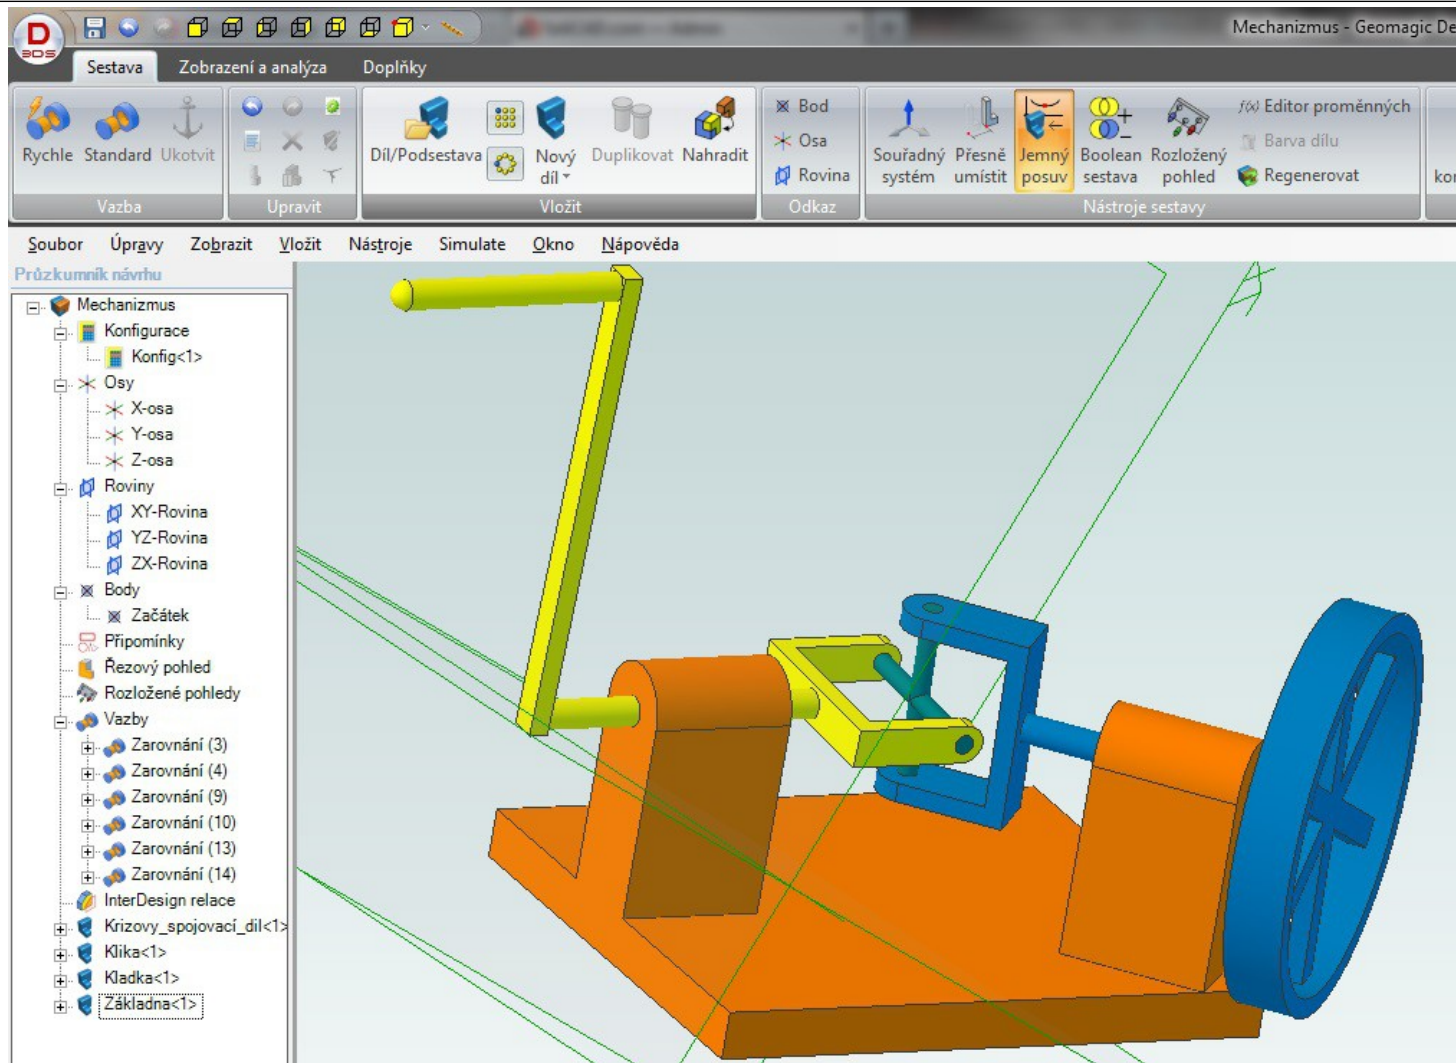 D
3DS
Mechanizmus - Geomagic De
Sestava Zobrazení a analýza Doplňky
Rychle Standard Ukotvit
Díl/Podsestava Nový díl Duplikovat Nahradit
Bod
Osa
Rovina
Souřadný systém Přesně umístit Jemný posuv Boolean sestava Rozložený pohled
f(x) Editor proměnných
Barva dílu
Regenerovat
kor
Vazba Upravit Vložit Odkaz Nástroje sestavy
Soubor Úpravy Zobrazit Vložit Nástroje Simulate Okno Nápověda
Průzkumník návrhu
Mechanizmus
Konfigurace
Konfig<1>
Osy
X-osa
Y-osa
Z-osa
Roviny
XY-Rovina
YZ-Rovina
ZX-Rovina
Body
Začátek
Připomínky
Řezový pohled
Rozložené pohledy
Vazby
Zarovnání (3)
Zarovnání (4)
Zarovnání (9)
Zarovnání (10)
Zarovnání (13)
Zarovnání (14)
InterDesign relace
Krizovy_spojovací_dil<1>
Klika<1>
Kladka<1>
Základna<1>